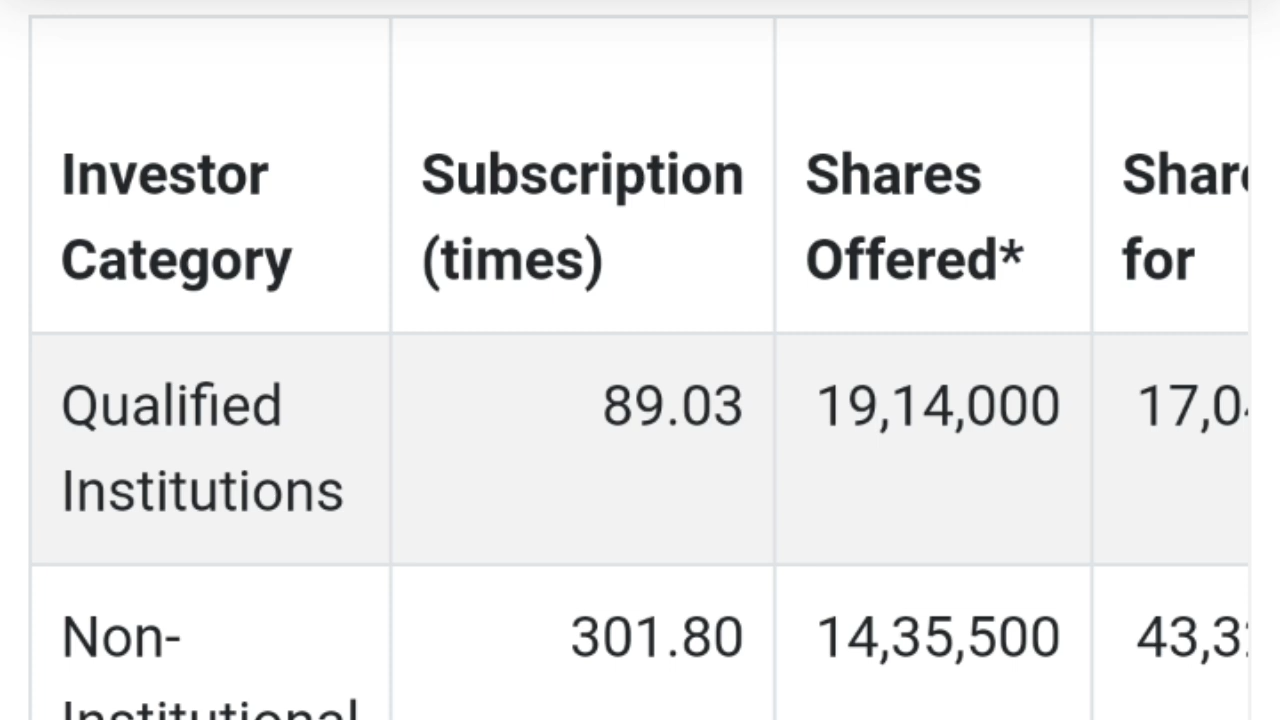 Investor
Category
Subscription
(times)
Shares
Offered*
for
Qualified
Institutions
89.03
19,14,000
Non-
Institutional
301.80
14,35,500